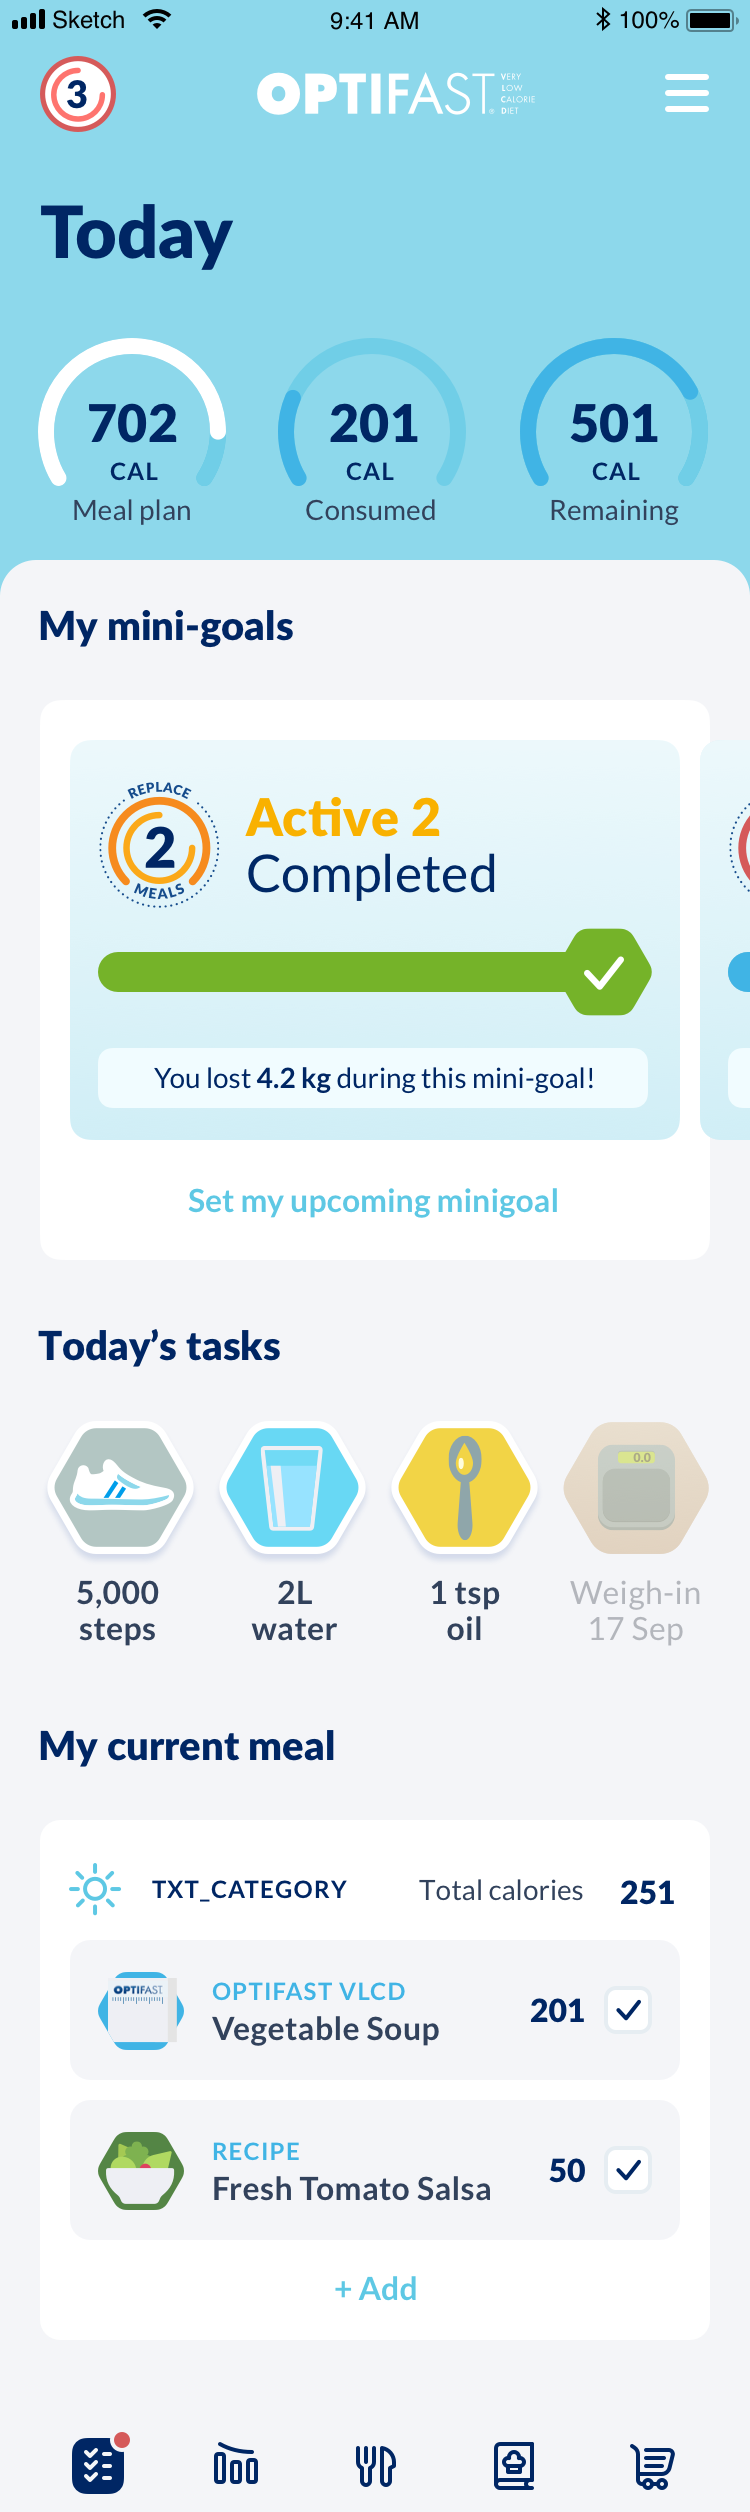 Sketch 9:41 AM 100%
3 OPTIFAST VERY LOW CALORIE DIET
Today
702 201 501
CAL CAL CAL
Meal plan Consumed Remaining
My mini-goals
REPLACE
2
MEALS
Active 2
Completed
You lost 4.2 kg during this mini-goal!
Set my upcoming minigoal
Today’s tasks
0.0
5,000 2L 1 tsp Weigh-in
steps water oil 17 Sep
My current meal
TXT_CATEGORY Total calories 251
OPTIFAST
OPTIFAST VLCD
Vegetable Soup 201
RECIPE
Fresh Tomato Salsa 50
+ Add